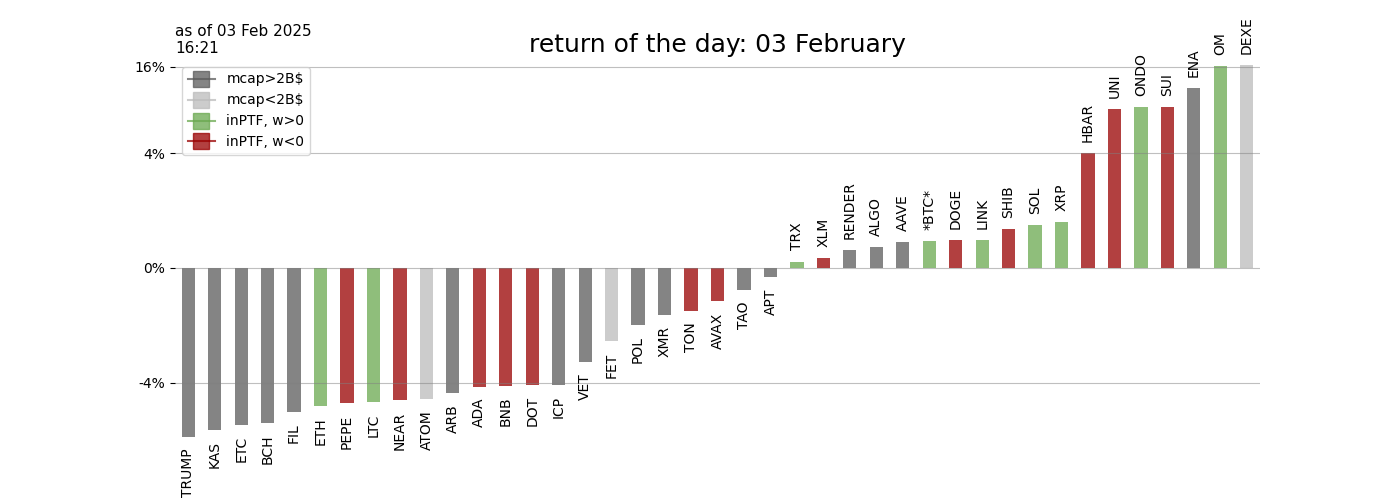 as of 03 Feb 2025
16:21
return of the day: 03 February
16%
4%
0%
-4%
mcap>2B$
mcap<2B$
inPTF, w>0
inPTF, w<0
TRUMP
KAS
ETC
BCH
FIL
ETH
PEPE
LTC
NEAR
ATOM
ARB
ADA
BNB
DOT
ICP
VET
FET
POL
XMR
TON
AVAX
TAO
APT
TRX
XLM
RENDER
ALGO
AAVE
*BTC*
DOGE
LINK
SHIB
SOL
XRP
HBAR
UNI
ONDO
SUI
ENA
OM
DEXE